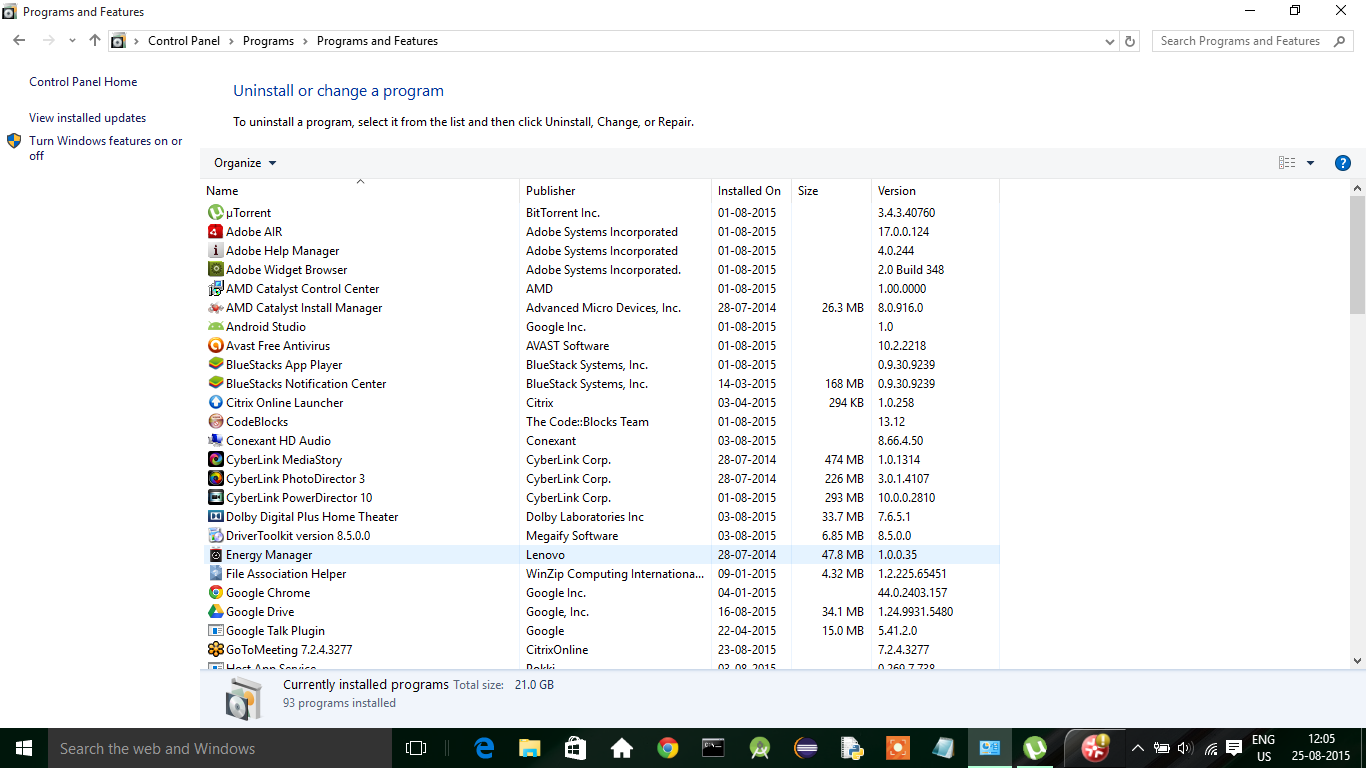 Programs and Features
Control Panel > Programs > Programs and Features
Search Programs and Features
Control Panel Home
View installed updates
Turn Windows features on or
off
Uninstall or change a program
To uninstall a program, select it from the list and then click Uninstall, Change, or Repair.
Organize
Name Publisher Installed On Size Version
µTorrent BitTorrent Inc. 01-08-2015 3.4.3.40760
Adobe AIR Adobe Systems Incorporated 01-08-2015 17.0.0.124
Adobe Help Manager Adobe Systems Incorporated 01-08-2015 4.0.244
Adobe Widget Browser Adobe Systems Incorporated. 01-08-2015 2.0 Build 348
AMD Catalyst Control Center AMD 01-08-2015 1.00.0000
AMD Catalyst Install Manager Advanced Micro Devices, Inc. 28-07-2014 26.3 MB 8.0.916.0
Android Studio Google Inc. 01-08-2015 1.0
Avast Free Antivirus AVAST Software 01-08-2015 10.2.2218
BlueStacks App Player BlueStack Systems, Inc. 01-08-2015 0.9.30.9239
BlueStacks Notification Center BlueStack Systems, Inc. 14-03-2015 168 MB 0.9.30.9239
Citrix Online Launcher Citrix 03-04-2015 294 KB 1.0.258
CodeBlocks The Code::Blocks Team 01-08-2015 13.12
Conexant HD Audio Conexant 03-08-2015 8.66.4.50
CyberLink MediaStory CyberLink Corp. 28-07-2014 474 MB 1.0.1314
CyberLink PhotoDirector 3 CyberLink Corp. 28-07-2014 226 MB 3.0.1.4107
CyberLink PowerDirector 10 CyberLink Corp. 01-08-2015 293 MB 10.0.0.2810
Dolby Digital Plus Home Theater Dolby Laboratories Inc 03-08-2015 33.7 MB 7.6.5.1
DriverToolkit version 8.5.0.0 Megaify Software 03-08-2015 6.85 MB 8.5.0.0
Energy Manager Lenovo 28-07-2014 47.8 MB 1.0.0.35
File Association Helper WinZip Computing Internationa... 09-01-2015 4.32 MB 1.2.225.65451
Google Chrome Google Inc. 04-01-2015 44.0.2403.157
Google Drive Google, Inc. 16-08-2015 34.1 MB 1.24.9931.5480
Google Talk Plugin Google 22-04-2015 15.0 MB 5.41.2.0
GoToMeeting 7.2.4.3277 CitrixOnline 23-08-2015 7.2.4.3277
Host App Service Pokki 03-08-2015 0.269.7.738
Currently installed programs Total size: 21.0 GB
93 programs installed
Search the web and Windows
ENG
US
12:05
25-08-2015